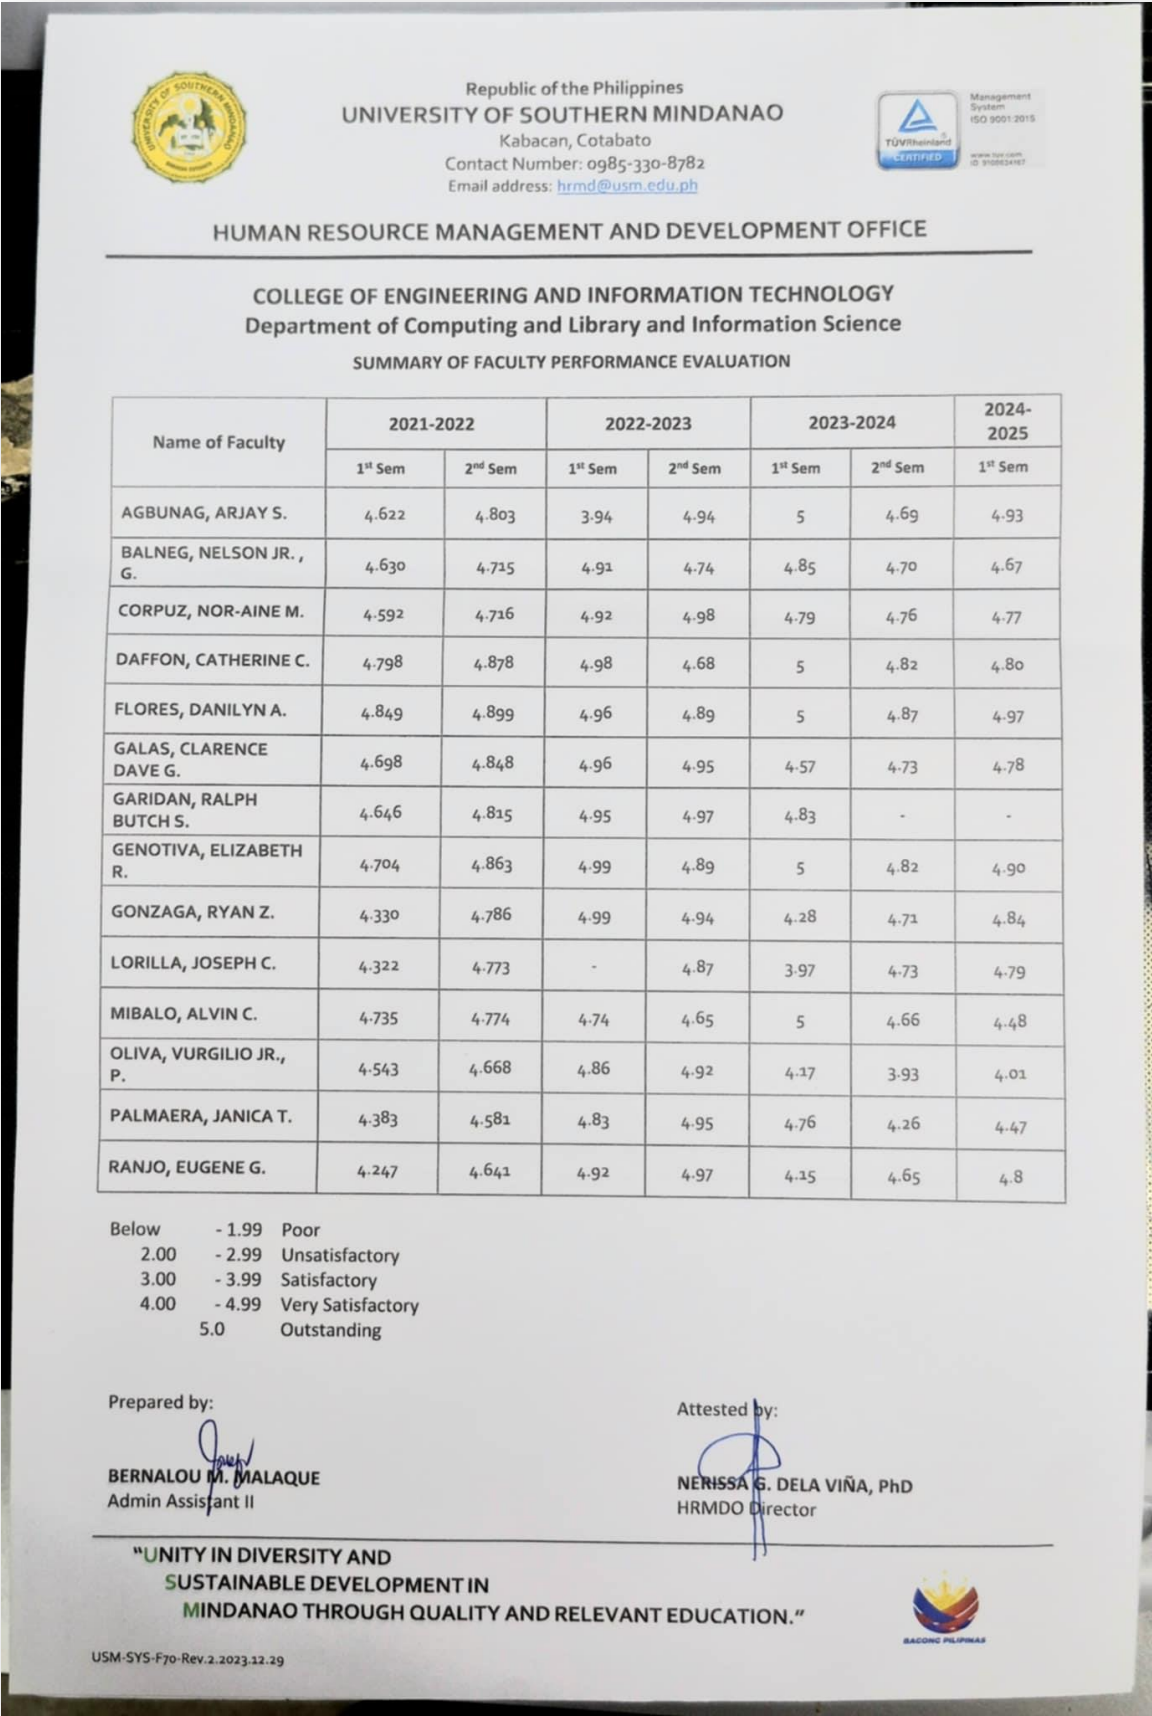 Republic of the Philippines
UNIVERSITY OF SOUTHERN MINDANAO
Kabacan, Cotabato
Contact Number: 0985-330-8782
Email address: hrmd@usm.edu.ph
UNIVERSITY OF SOUTHERN MINDANAO
TÜVRheinland
CERTIFIED
Management
System
ISO 9001:2015
www.tuv.com
HUMAN RESOURCE MANAGEMENT AND DEVELOPMENT OFFICE
COLLEGE OF ENGINEERING AND INFORMATION TECHNOLOGY
Department of Computing and Library and Information Science
SUMMARY OF FACULTY PERFORMANCE EVALUATION
Name of Faculty 2021-2022 2022-2023 2023-2024 2024-2025
1st Sem 2nd Sem 1st Sem 2nd Sem 1st Sem 2nd Sem 1st Sem
AGBUNAG, ARJAY S. 4.622 4.803 3.94 4.94 5 4.69 4.93
BALNEG, NELSON JR. , G. 4.630 4.715 4.91 4.74 4.85 4.70 4.67
CORPUZ, NOR-AINE M. 4.592 4.716 4.92 4.98 4.79 4.76 4.77
DAFFON, CATHERINE C. 4.798 4.878 4.98 4.68 5 4.82 4.80
FLORES, DANILYN A. 4.849 4.899 4.96 4.89 5 4.87 4.97
GALAS, CLARENCE DAVE G. 4.698 4.848 4.96 4.95 4.57 4.73 4.78
GARIDAN, RALPH BUTCH S. 4.646 4.815 4.95 4.97 4.83 - -
GENOTIVA, ELIZABETH R. 4.704 4.863 4.99 4.89 5 4.82 4.90
GONZAGA, RYAN Z. 4.330 4.786 4.99 4.94 4.28 4.71 4.84
LORILLA, JOSEPH C. 4.322 4.773 - 4.87 3.97 4.73 4.79
MIBALO, ALVIN C. 4.735 4.774 4.74 4.65 5 4.66 4.48
OLIVA, VURGILIO JR., P. 4.543 4.668 4.86 4.92 4.17 3.93 4.01
PALMAERA, JANICA T. 4.383 4.581 4.83 4.95 4.76 4.26 4.47
RANJO, EUGENE G. 4.247 4.641 4.92 4.97 4.15 4.65 4.8
Below - 1.99 Poor
2.00 - 2.99 Unsatisfactory
3.00 - 3.99 Satisfactory
4.00 - 4.99 Very Satisfactory
5.0 Outstanding
Prepared by:
BERNALOU M. MALAQUE
Admin Assistant II
Attested by:
NERISSA G. DELA VIÑA, PhD
HRMDO Director
"UNITY IN DIVERSITY AND
SUSTAINABLE DEVELOPMENT IN
MINDANAO THROUGH QUALITY AND RELEVANT EDUCATION."
BAGONG PILIPINAS
USM-SYS-F70-Rev.2.2023.12.29